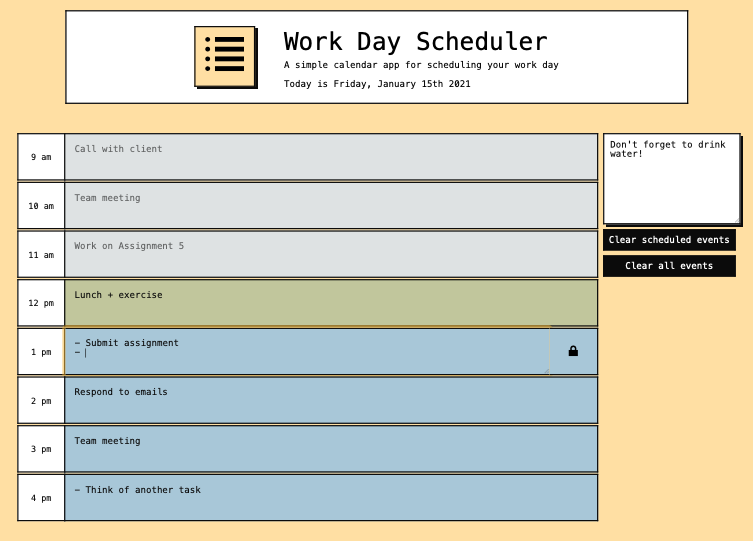 Work Day Scheduler
A simple calendar app for scheduling your work day
Today is Friday, January 15th 2021
9 am
Call with client
10 am
Team meeting
11 am
Work on Assignment 5
12 pm
Lunch + exercise
1 pm
- Submit assignment
-
2 pm
Respond to emails
3 pm
Team meeting
4 pm
- Think of another task
Don't forget to drink
water!
Clear scheduled events
Clear all events